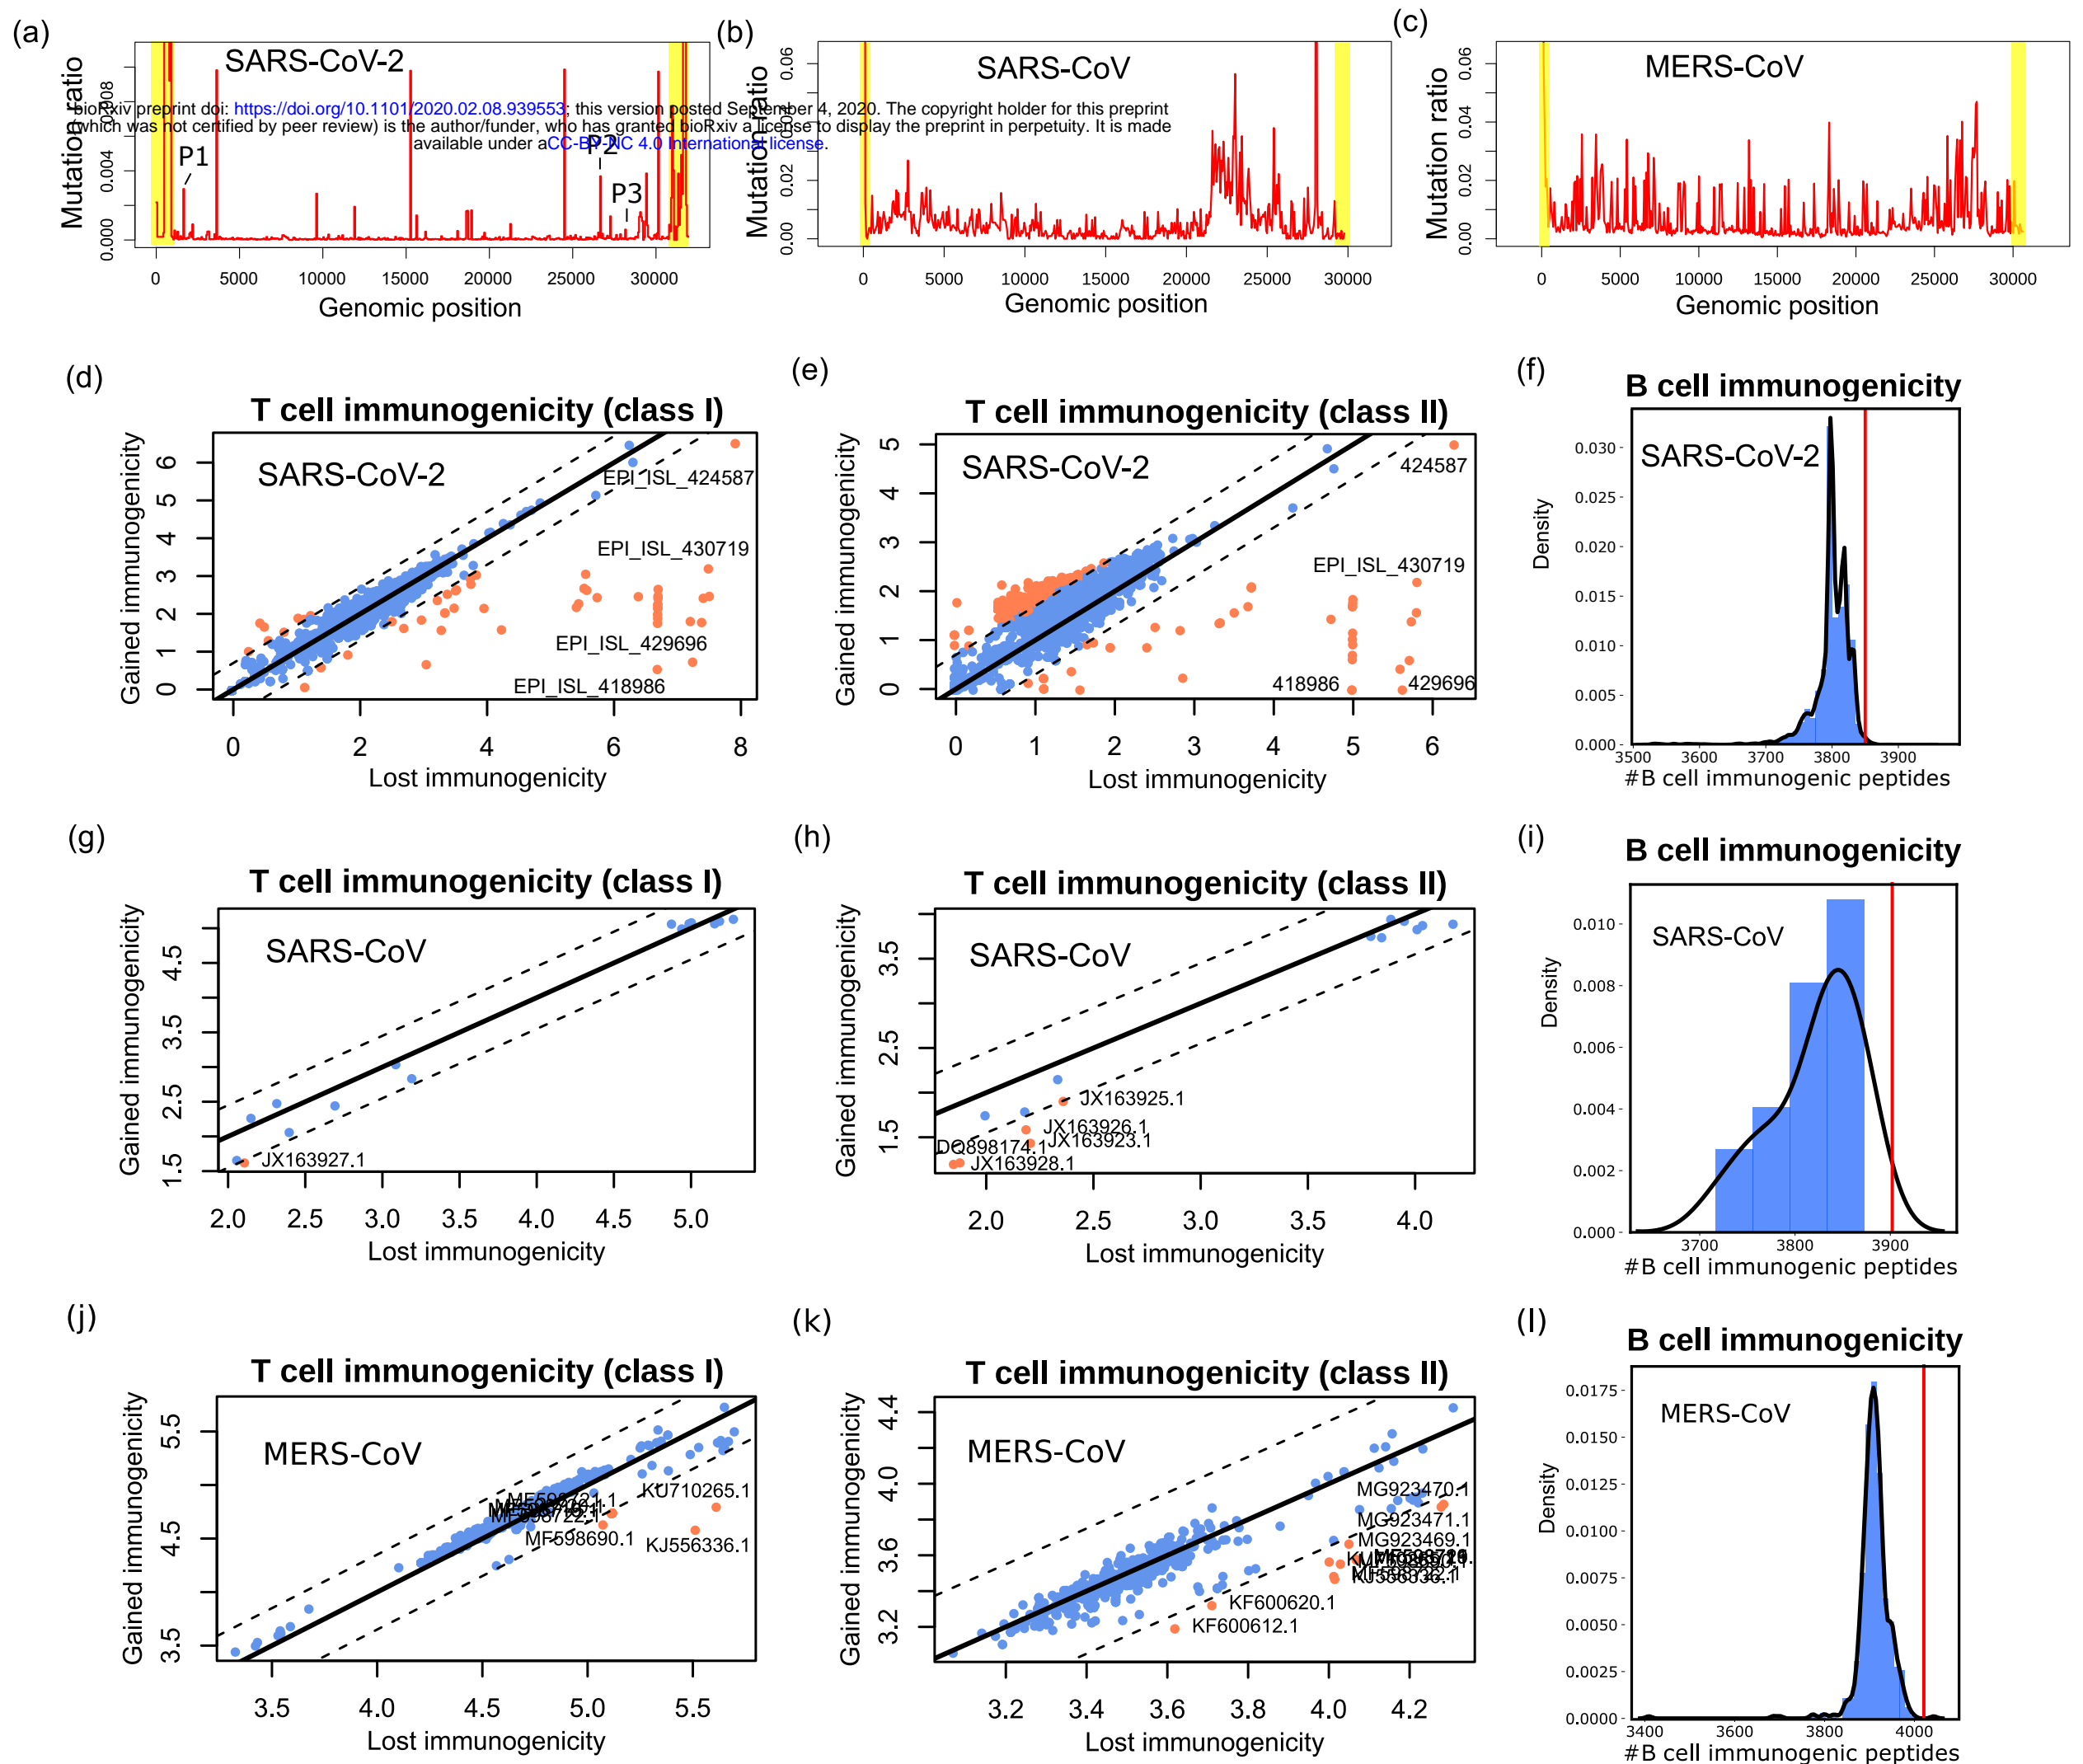 (a)
SARS-CoV-2
Mutation ratio
0.000
0.004
0.008
P1
P2
P3
0 5000 10000 15000 20000 25000 30000
Genomic position
(b)
SARS-CoV
Mutation ratio
0.00
0.02
0.04
0.06
0 5000 10000 15000 20000 25000 30000
Genomic position
(c)
MERS-CoV
Mutation ratio
0.00
0.02
0.04
0.06
0 5000 10000 15000 20000 25000 30000
Genomic position
bioRxiv preprint doi: https://doi.org/10.1101/2020.02.08.939553; this version posted September 4, 2020. The copyright holder for this preprint
(which was not certified by peer review) is the author/funder, who has granted bioRxiv a license to display the preprint in perpetuity. It is made
available under aCC-BY-NC 4.0 International license.
(d)
T cell immunogenicity (class I)
SARS-CoV-2
Gained immunogenicity
6
5
4
3
2
1
0
EPI_ISL_424587
EPI_ISL_430719
EPI_ISL_429696
EPI_ISL_418986
0 2 4 6 8
Lost immunogenicity
(e)
T cell immunogenicity (class II)
SARS-CoV-2
Gained immunogenicity
5
4
3
2
1
0
424587
EPI_ISL_430719
418986
429696
0 1 2 3 4 5 6
Lost immunogenicity
(f)
B cell immunogenicity
SARS-CoV-2
Density
0.030
0.025
0.020
0.015
0.010
0.005
0.000
3500 3600 3700 3800 3900
#B cell immunogenic peptides
(g)
T cell immunogenicity (class I)
SARS-CoV
Gained immunogenicity
4.5
3.5
2.5
1.5
JX163927.1
2.0 2.5 3.0 3.5 4.0 4.5 5.0
Lost immunogenicity
(h)
T cell immunogenicity (class II)
SARS-CoV
Gained immunogenicity
3.5
2.5
1.5
JX163925.1
JX163926.1
JX163923.1
DQ898174.1
JX163928.1
2.0 2.5 3.0 3.5 4.0
Lost immunogenicity
(i)
B cell immunogenicity
SARS-CoV
Density
0.010
0.008
0.006
0.004
0.002
0.000
3700 3800 3900
#B cell immunogenic peptides
(j)
T cell immunogenicity (class I)
MERS-CoV
Gained immunogenicity
5.5
4.5
3.5
MF598721.1
MF598722.1
MF598690.1
KU710265.1
KJ556336.1
3.5 4.0 4.5 5.0 5.5
Lost immunogenicity
(k)
T cell immunogenicity (class II)
MERS-CoV
Gained immunogenicity
4.4
4.0
3.6
3.2
MG923470.1
MG923471.1
MG923469.1
MF598722.1
KJ556336.1
KF600620.1
KF600612.1
3.2 3.4 3.6 3.8 4.0 4.2
Lost immunogenicity
(l)
B cell immunogenicity
MERS-CoV
Density
0.0175
0.0150
0.0125
0.0100
0.0075
0.0050
0.0025
0.0000
3400 3600 3800 4000
#B cell immunogenic peptides